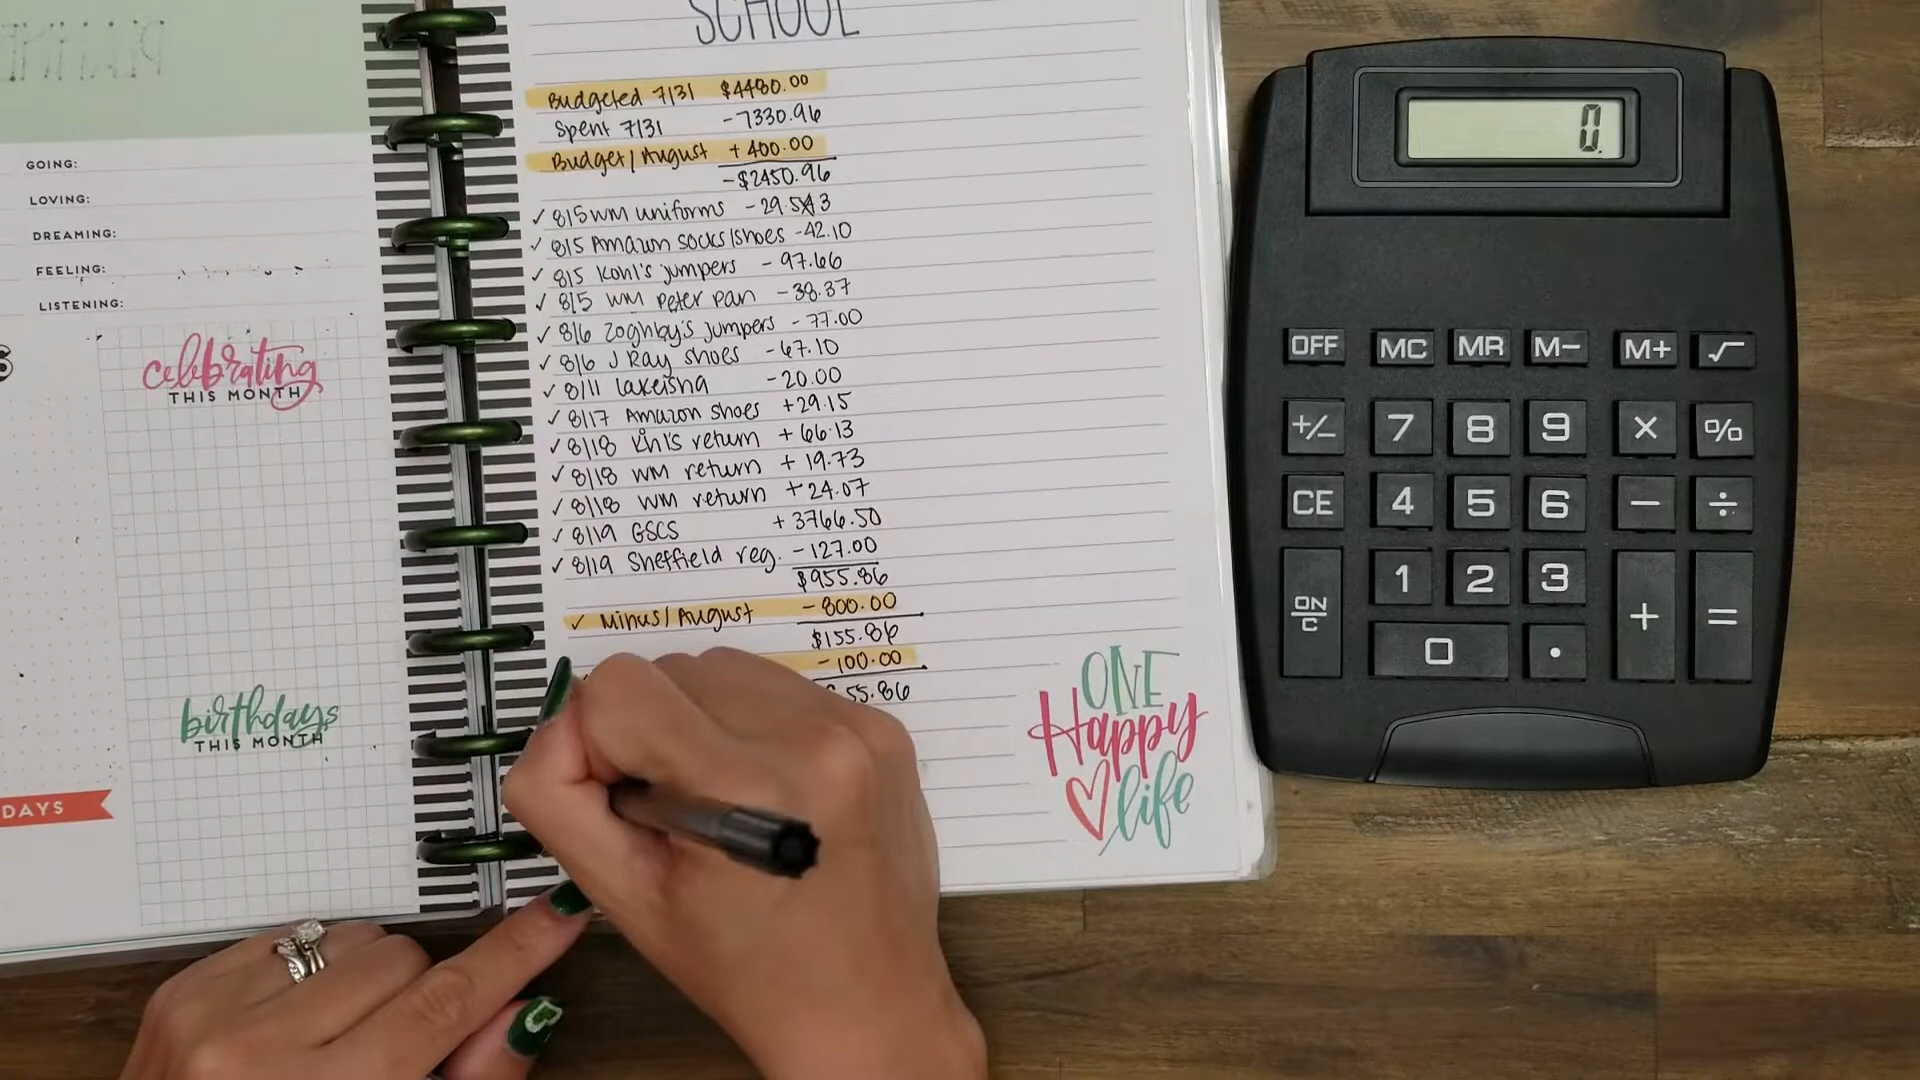 SCHOOL
Budgeted 7/31 $4480.00
Spent 7/31 -7330.96
Budget/August +400.00
-$2450.96
✓ 8/5 WM uniforms -29.53
✓ 8/5 Amazon socks/shoes -42.10
✓ 8/5 Kohl's jumpers -97.66
✓ 8/5 WM Peter pan -38.37
✓ 8/6 Zoghby's jumpers -77.00
✓ 8/6 J Ray shoes -67.10
✓ 8/11 Lakeisha -20.00
✓ 8/17 Amazon shoes +29.15
✓ 8/18 Kohl's return +66.13
✓ 8/18 WM return +19.73
✓ 8/18 WM return +24.07
✓ 8/19 GSCS +3766.50
✓ 8/19 Sheffield reg. -127.00
$955.86
✓ Minus/August -800.00
$155.86
-100.00
55.86
ONE
Happy
life
GOING:
LOVING:
DREAMING:
FEELING:
LISTENING:
celebrating
THIS MONTH
birthdays
THIS MONTH
DAYS
0.
OFF MC MR M− M+ √
+/− 7 8 9 × %
CE 4 5 6 − ÷
ON/C 1 2 3 + =
0 .